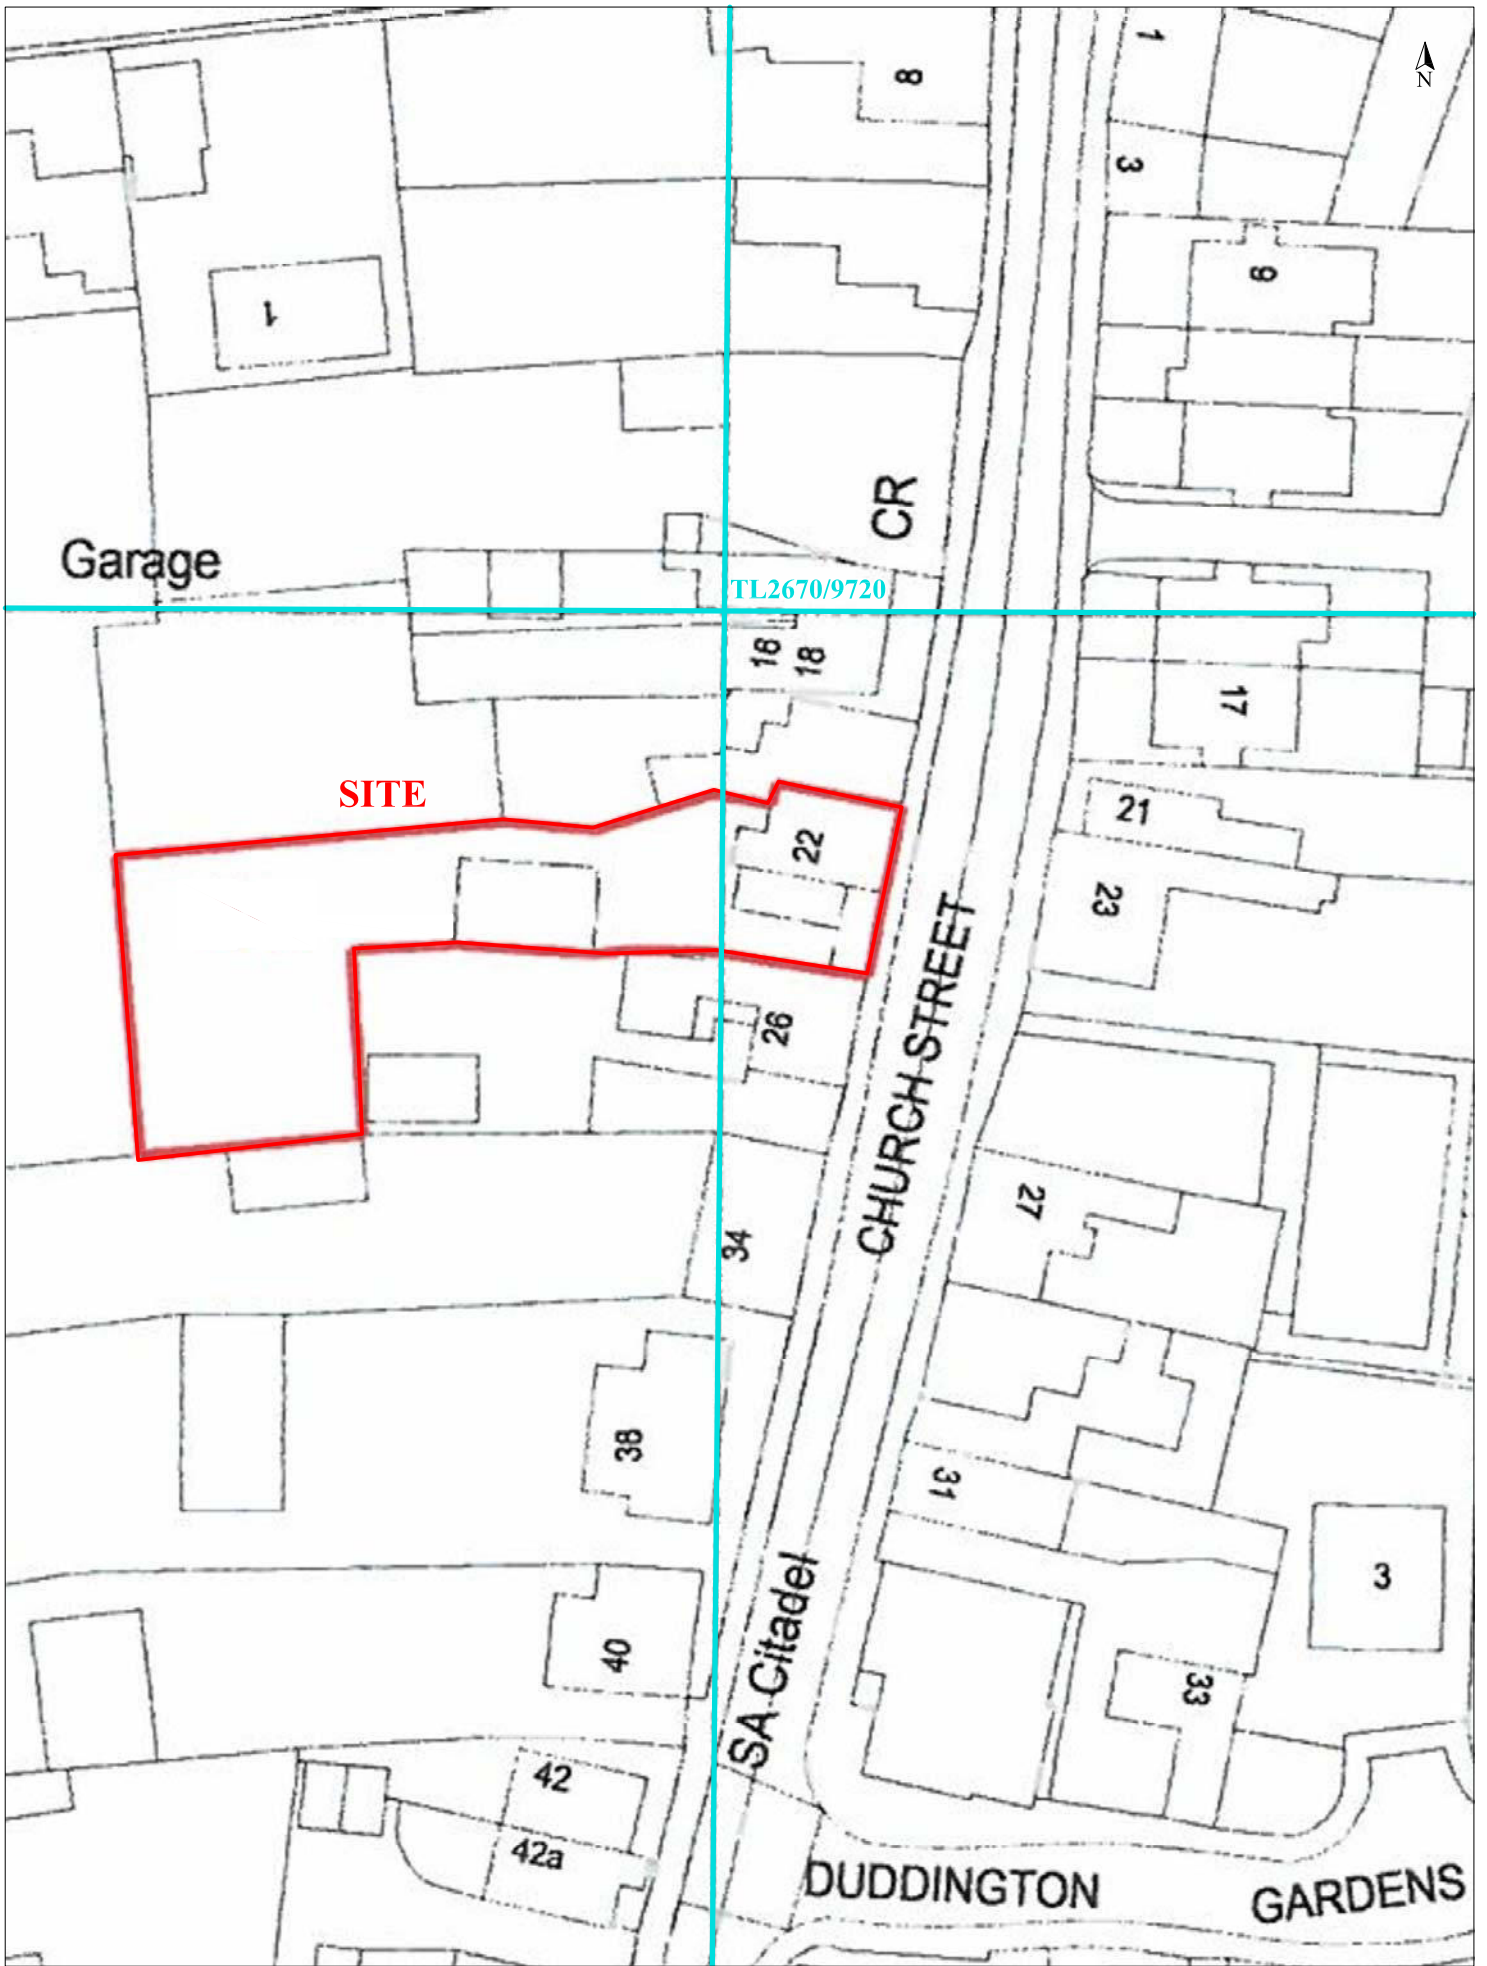 1
N
8
3
9
1
CR
Garage
TL2670/9720
16
18
17
SITE
21
22
23
26
CHURCH STREET
27
34
38
31
3
SA Citadel
40
33
42
42a
DUDDINGTON GARDENS